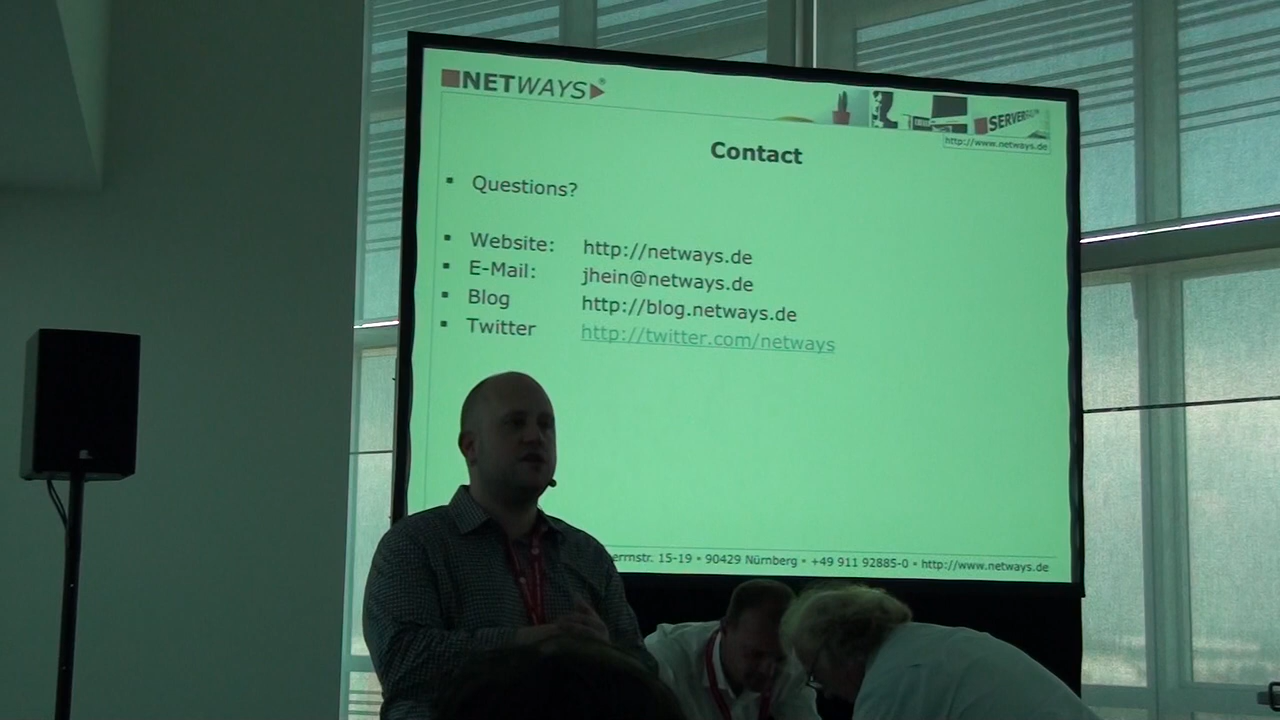 NETWAYS®
SERVER
http://www.netways.de
Contact
▪ Questions?
▪ Website: http://netways.de
▪ E-Mail: jhein@netways.de
▪ Blog http://blog.netways.de
▪ Twitter http://twitter.com/netways
15-19 • 90429 Nürnberg • +49 911 92885-0 • http://www.netways.de